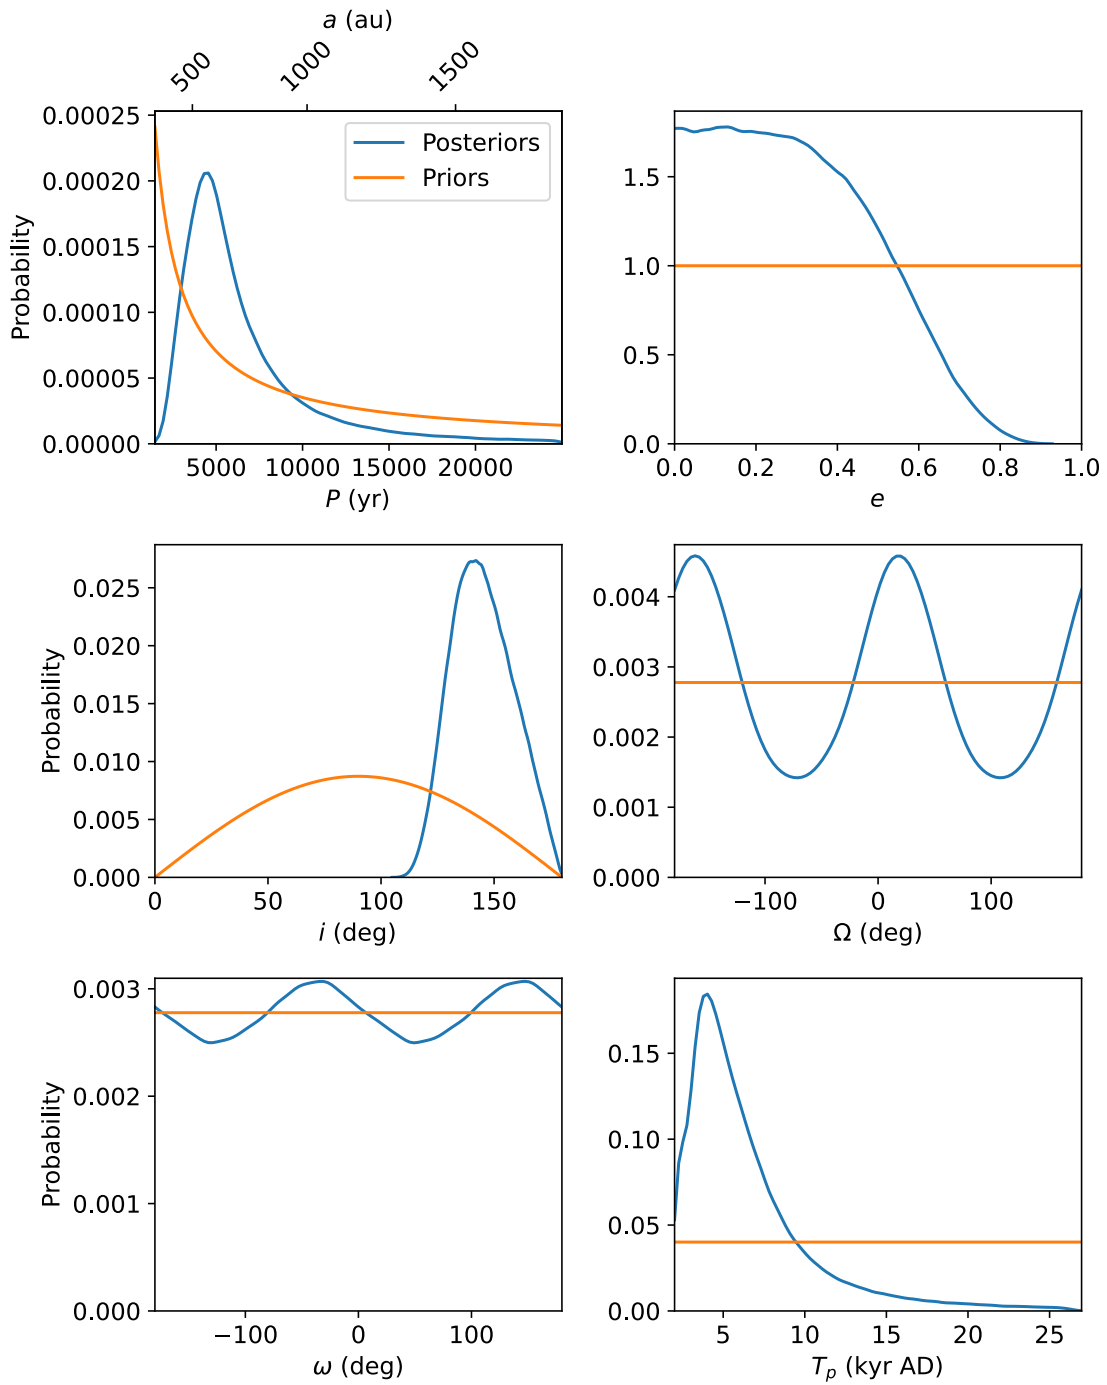 a (au)
500 1000 1500
0.00025
0.00020
0.00015
0.00010
0.00005
0.00000
Probability
Posteriors
Priors
5000 10000 15000 20000
P (yr)
1.5
1.0
0.5
0.0
0.0 0.2 0.4 0.6 0.8 1.0
e
0.025
0.020
0.015
0.010
0.005
0.000
Probability
0 50 100 150
i (deg)
0.004
0.003
0.002
0.001
0.000
−100 0 100
Ω (deg)
0.003
0.002
0.001
0.000
Probability
−100 0 100
ω (deg)
0.15
0.10
0.05
0.00
5 10 15 20 25
Tp (kyr AD)